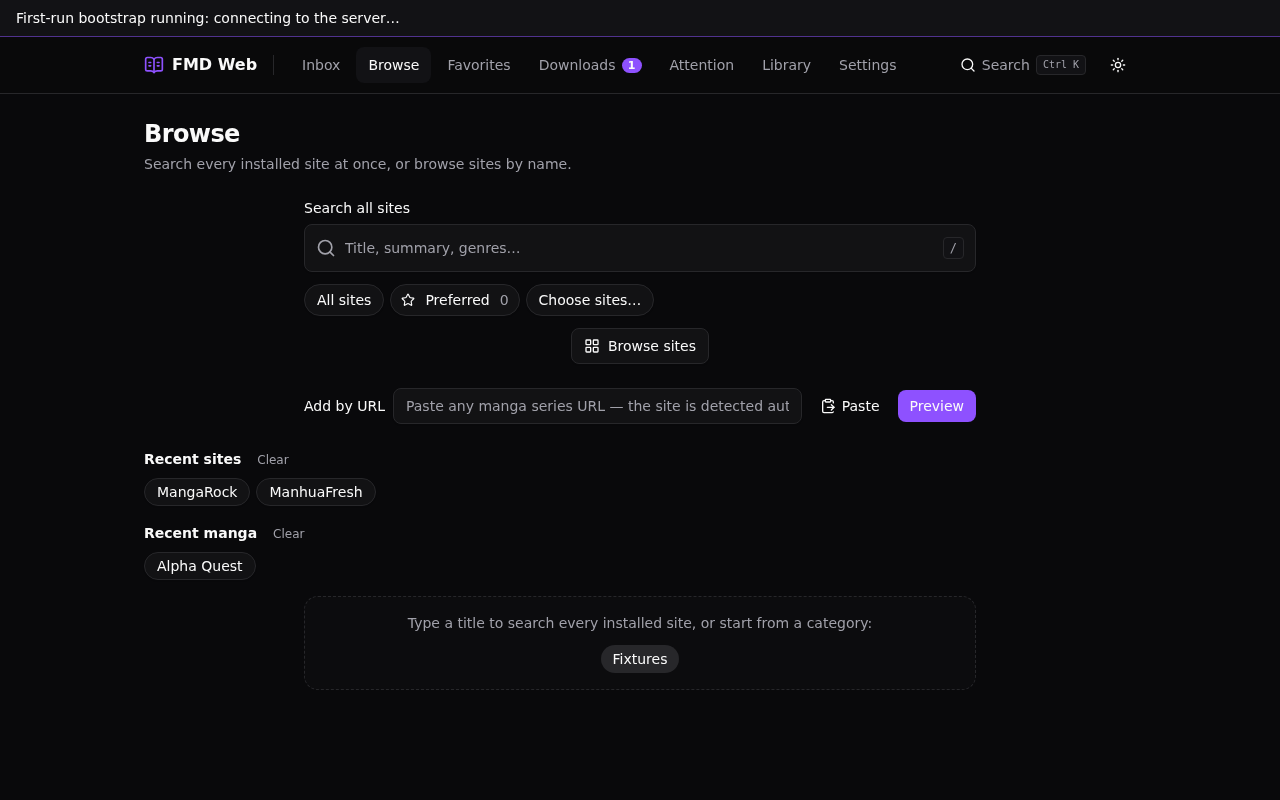 First-run bootstrap running: connecting to the server…
FMD Web Inbox Browse Favorites Downloads 1 Attention Library Settings Search Ctrl K
Browse
Search every installed site at once, or browse sites by name.
Search all sites
Title, summary, genres… /
All sites Preferred 0 Choose sites…
Browse sites
Add by URL Paste any manga series URL — the site is detected aut Paste Preview
Recent sites Clear
MangaRock ManhuaFresh
Recent manga Clear
Alpha Quest
Type a title to search every installed site, or start from a category:
Fixtures